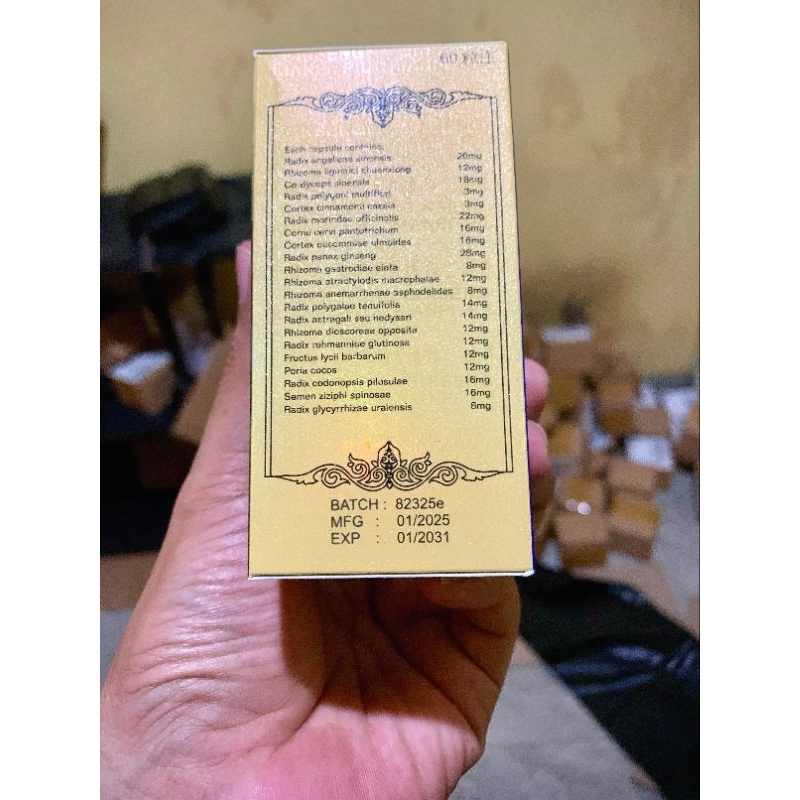 Each capsule contains:
Radix angelicae sinensis 20mg
Rhizoma ligustici chuanxiong 12mg
Cordyceps sinensis 18mg
Radix polygoni multiflori 3mg
Cortex cinnamomi cassia 3mg
Radix morindae officinalis 22mg
Cornu cervi pantotrichum 16mg
Cortex eucommiae ulmoides 16mg
Radix panax ginseng 28mg
Rhizoma gastrodiae elata 8mg
Rhizoma atractylodis macrophalae 12mg
Rhizoma anemarrhenae asphodelides 8mg
Radix polygalae tenuifolia 14mg
Radix astragali seu hedysari 14mg
Rhizoma dioscoreae opposita 12mg
Radix rehmanniae glutinosa 12mg
Fructus lycii barbarum 12mg
Poria cocos 12mg
Radix codonopsis pilosulae 16mg
Semen ziziphi spinosae 16mg
Radix glycyrrhizae uralensis 8mg
BATCH : 82325e
MFG : 01/2025
EXP : 01/2031